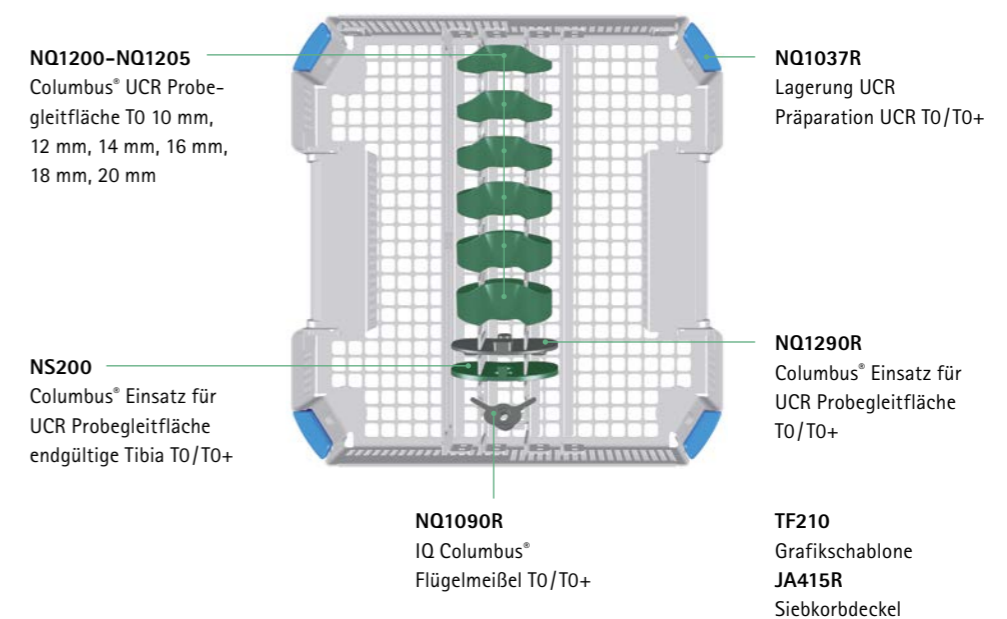 NQ1200–NQ1205
Columbus® UCR Probe-
gleitfläche T0 10 mm,
12 mm, 14 mm, 16 mm,
18 mm, 20 mm
NQ1037R
Lagerung UCR
Präparation UCR T0/T0+
NS200
Columbus® Einsatz für
UCR Probegleitfläche
endgültige Tibia T0/T0+
NQ1290R
Columbus® Einsatz für
UCR Probegleitfläche
T0/T0+
NQ1090R
IQ Columbus®
Flügelmeißel T0/T0+
TF210
Grafikschablone
JA415R
Siebkorbdeckel